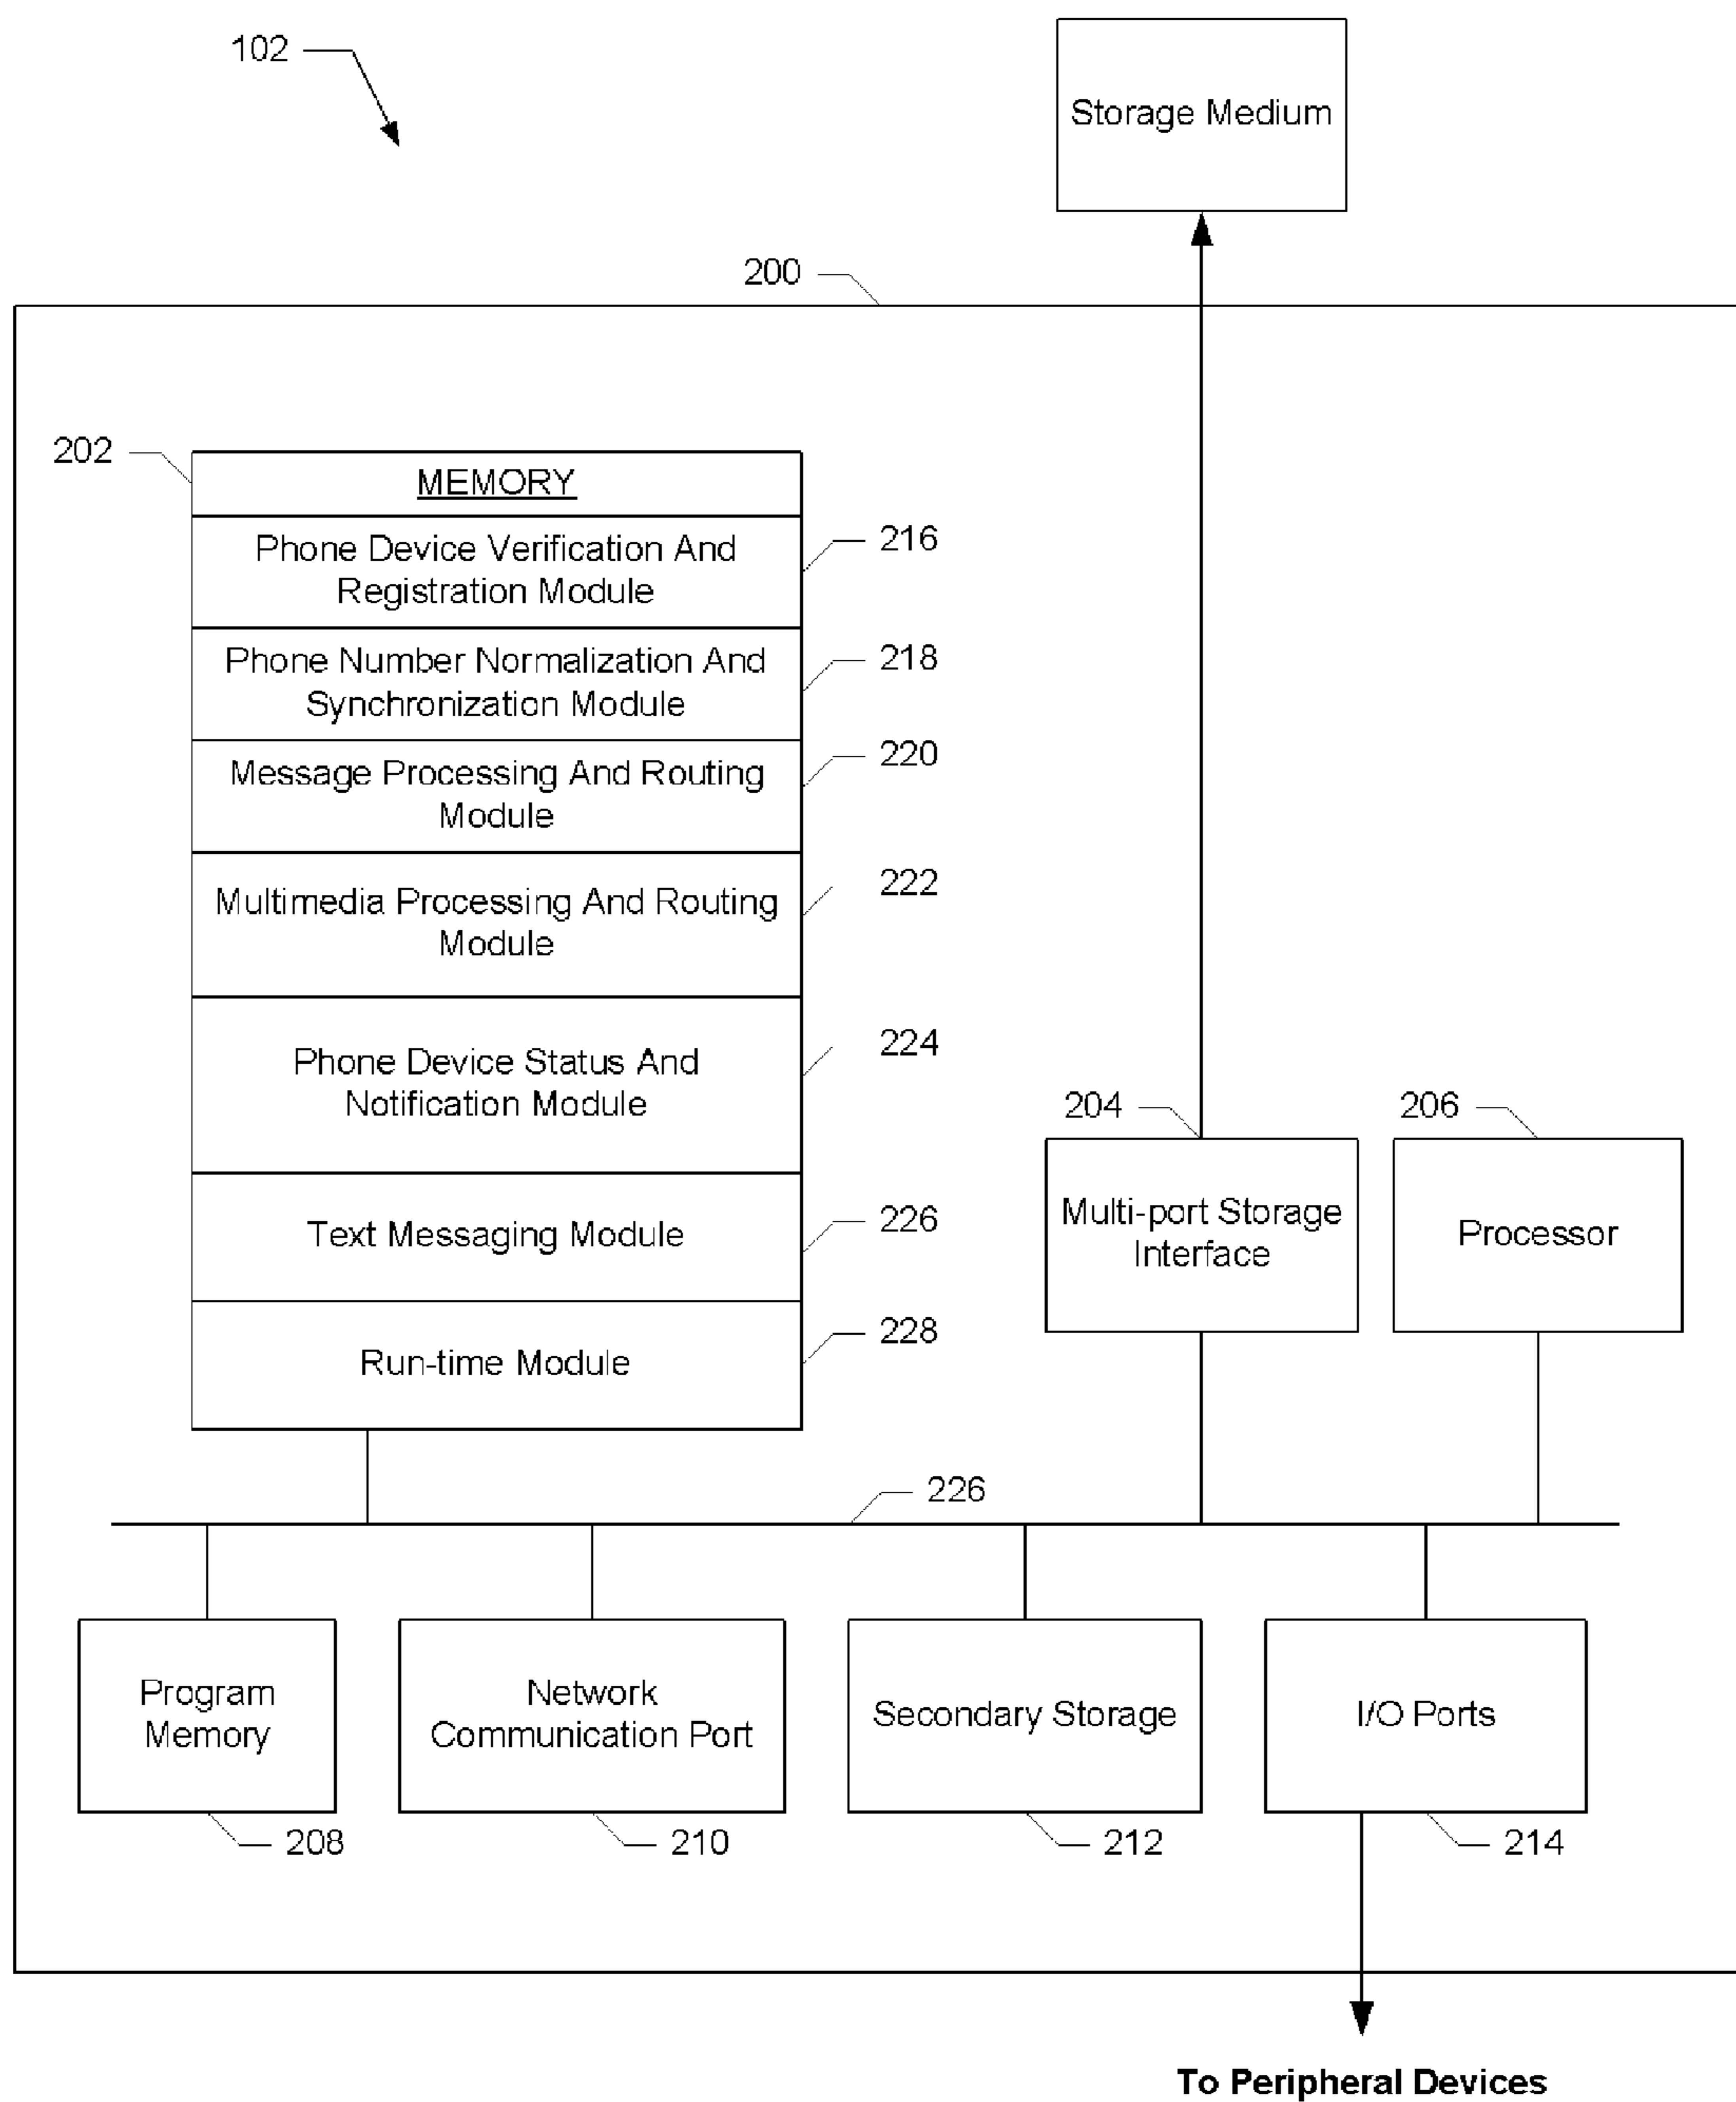 102
Storage Medium
200
202
MEMORY
Phone Device Verification And
Registration Module
216
Phone Number Normalization And
Synchronization Module
218
Message Processing And Routing
Module
220
Multimedia Processing And Routing
Module
222
Phone Device Status And
Notification Module
224
Text Messaging Module
226
Run-time Module
228
204
Multi-port Storage
Interface
206
Processor
226
Program
Memory
208
Network
Communication Port
210
Secondary Storage
212
I/O Ports
214
To Peripheral Devices